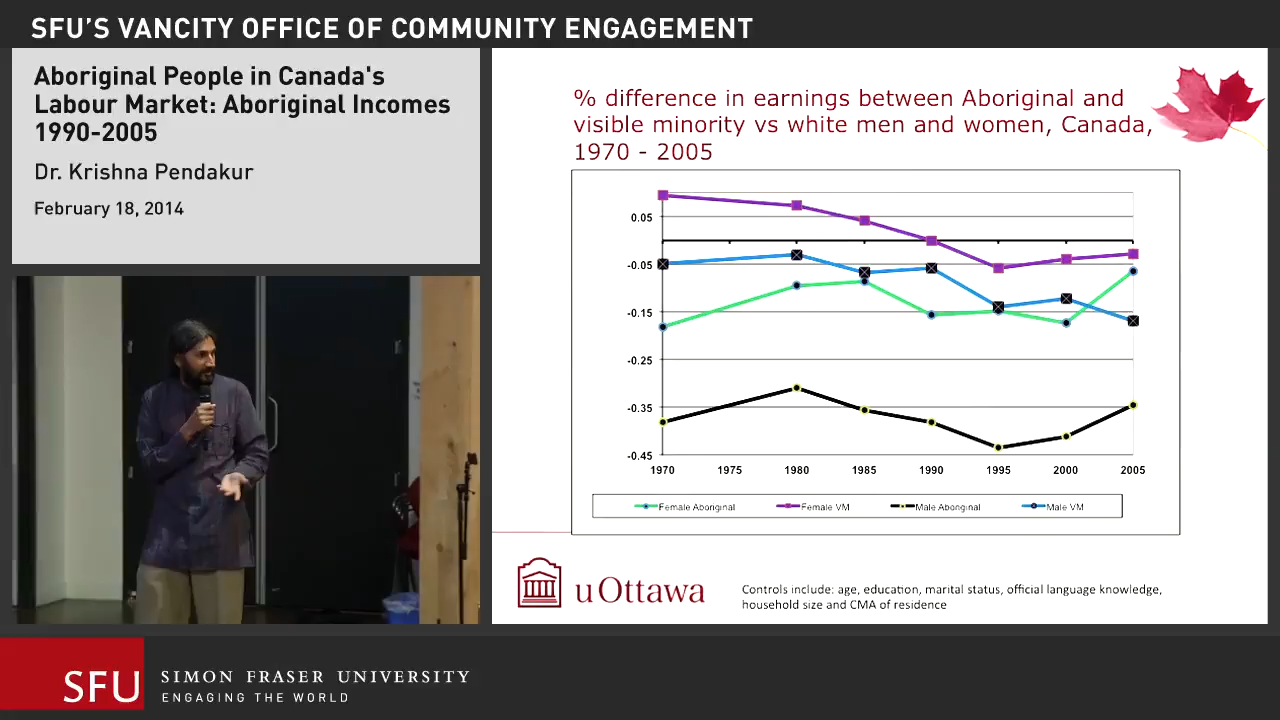 SFU'S VANCITY OFFICE OF COMMUNITY ENGAGEMENT
Aboriginal People in Canada's
Labour Market: Aboriginal Incomes
1990-2005
Dr. Krishna Pendakur
February 18, 2014
% difference in earnings between Aboriginal and
visible minority vs white men and women, Canada,
1970 - 2005
0.05
-0.05
-0.15
-0.25
-0.35
-0.45
1970 1975 1980 1985 1990 1995 2000 2005
Female Aboriginal Female VM Male Aboriginal Male VM
uOttawa
Controls include: age, education, marital status, official language knowledge,
household size and CMA of residence
SFU
SIMON FRASER UNIVERSITY
ENGAGING THE WORLD